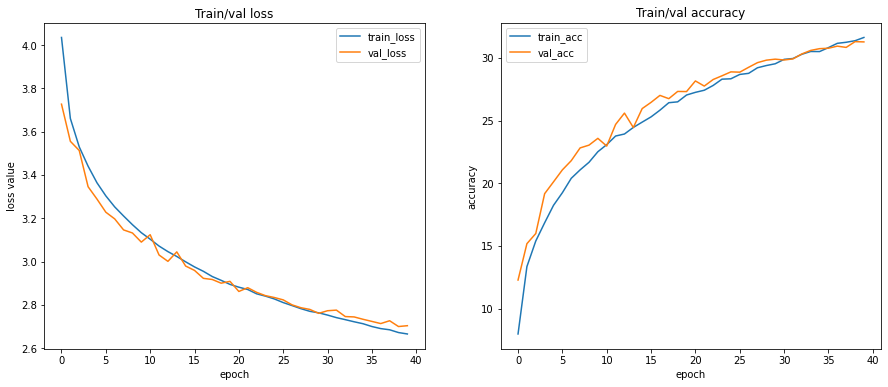 Train/val loss
train_loss
val_loss
4.0
3.8
3.6
3.4
3.2
3.0
2.8
2.6
loss value
0 5 10 15 20 25 30 35 40
epoch
Train/val accuracy
train_acc
val_acc
30
25
20
15
10
accuracy
0 5 10 15 20 25 30 35 40
epoch